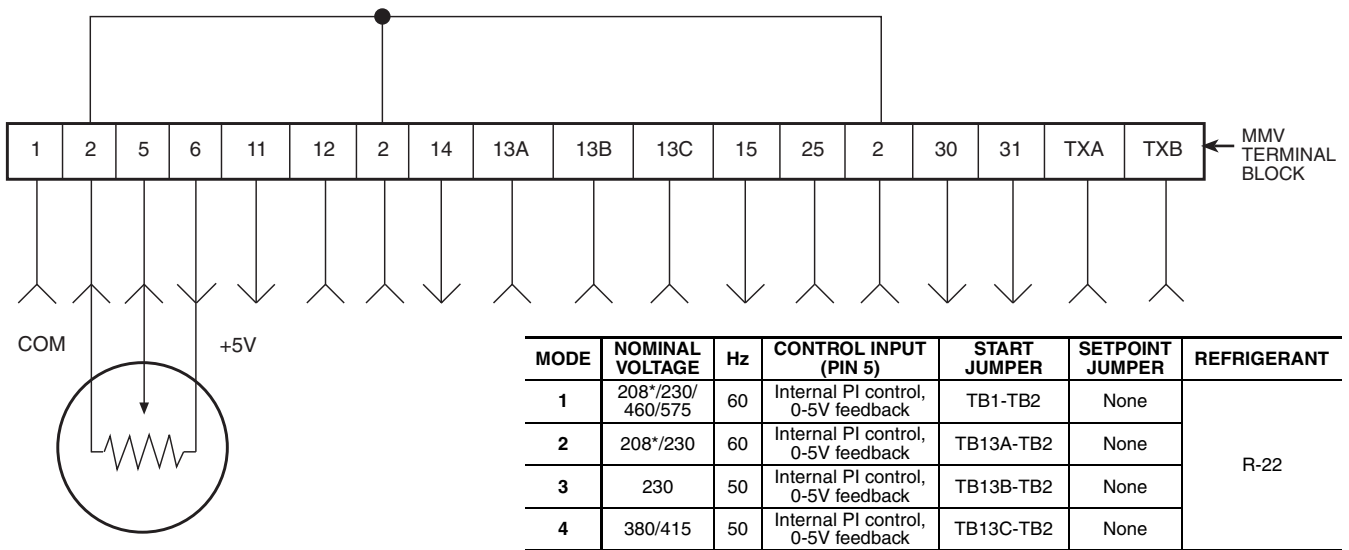 1 2 5 6 11 12 2 14 13A 13B 13C 15 25 2 30 31 TXA TXB
MMV
TERMINAL
BLOCK
COM
+5V
MODE NOMINAL VOLTAGE Hz CONTROL INPUT (PIN 5) START JUMPER SETPOINT JUMPER REFRIGERANT
1 208*/230/460/575 60 Internal PI control, 0-5V feedback TB1-TB2 None R-22
2 208*/230 60 Internal PI control, 0-5V feedback TB13A-TB2 None
3 230 50 Internal PI control, 0-5V feedback TB13B-TB2 None
4 380/415 50 Internal PI control, 0-5V feedback TB13C-TB2 None